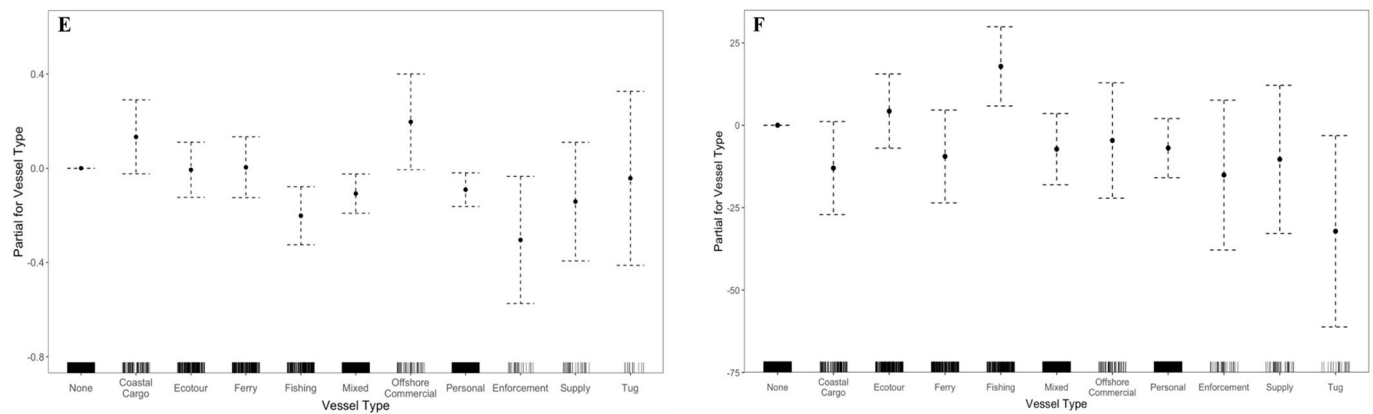 E
Partial for Vessel Type
0.4
0.0
-0.4
-0.8
None
Coastal
Cargo
Ecotour
Ferry
Fishing
Mixed
Offshore
Commercial
Personal
Enforcement
Supply
Tug
Vessel Type
F
Partial for Vessel Type
25
0
-25
-50
-75
None
Coastal
Cargo
Ecotour
Ferry
Fishing
Mixed
Offshore
Commercial
Personal
Enforcement
Supply
Tug
Vessel Type